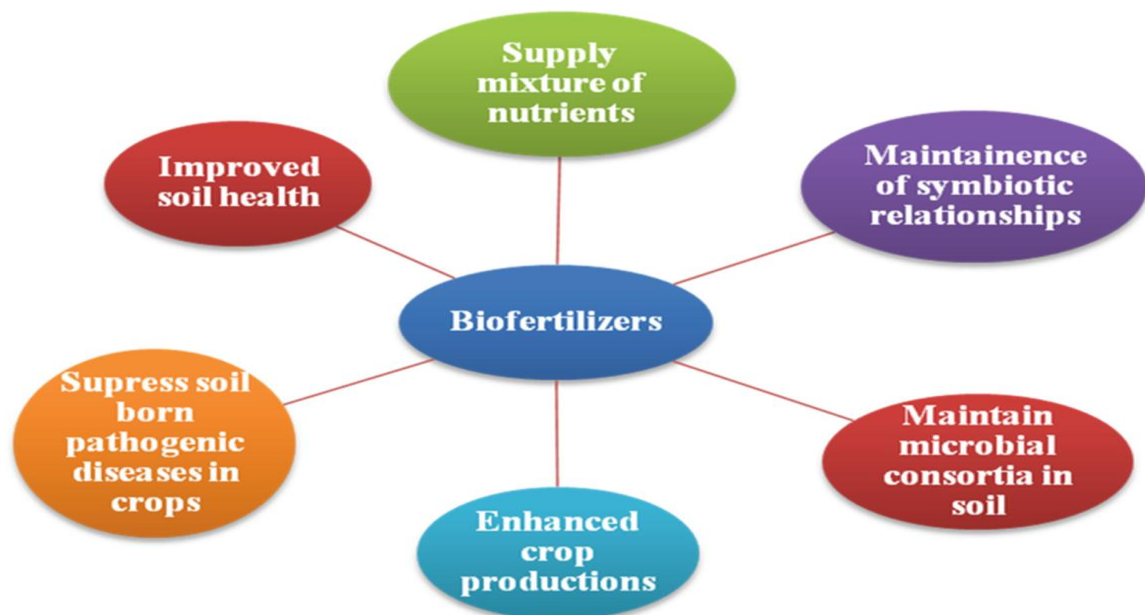 Supply
mixture of
nutrients
Improved
soil health
Maintainence
of symbiotic
relationships
Biofertilizers
Supress soil
born
pathogenic
diseases in
crops
Maintain
microbial
consortia in
soil
Enhanced
crop
productions